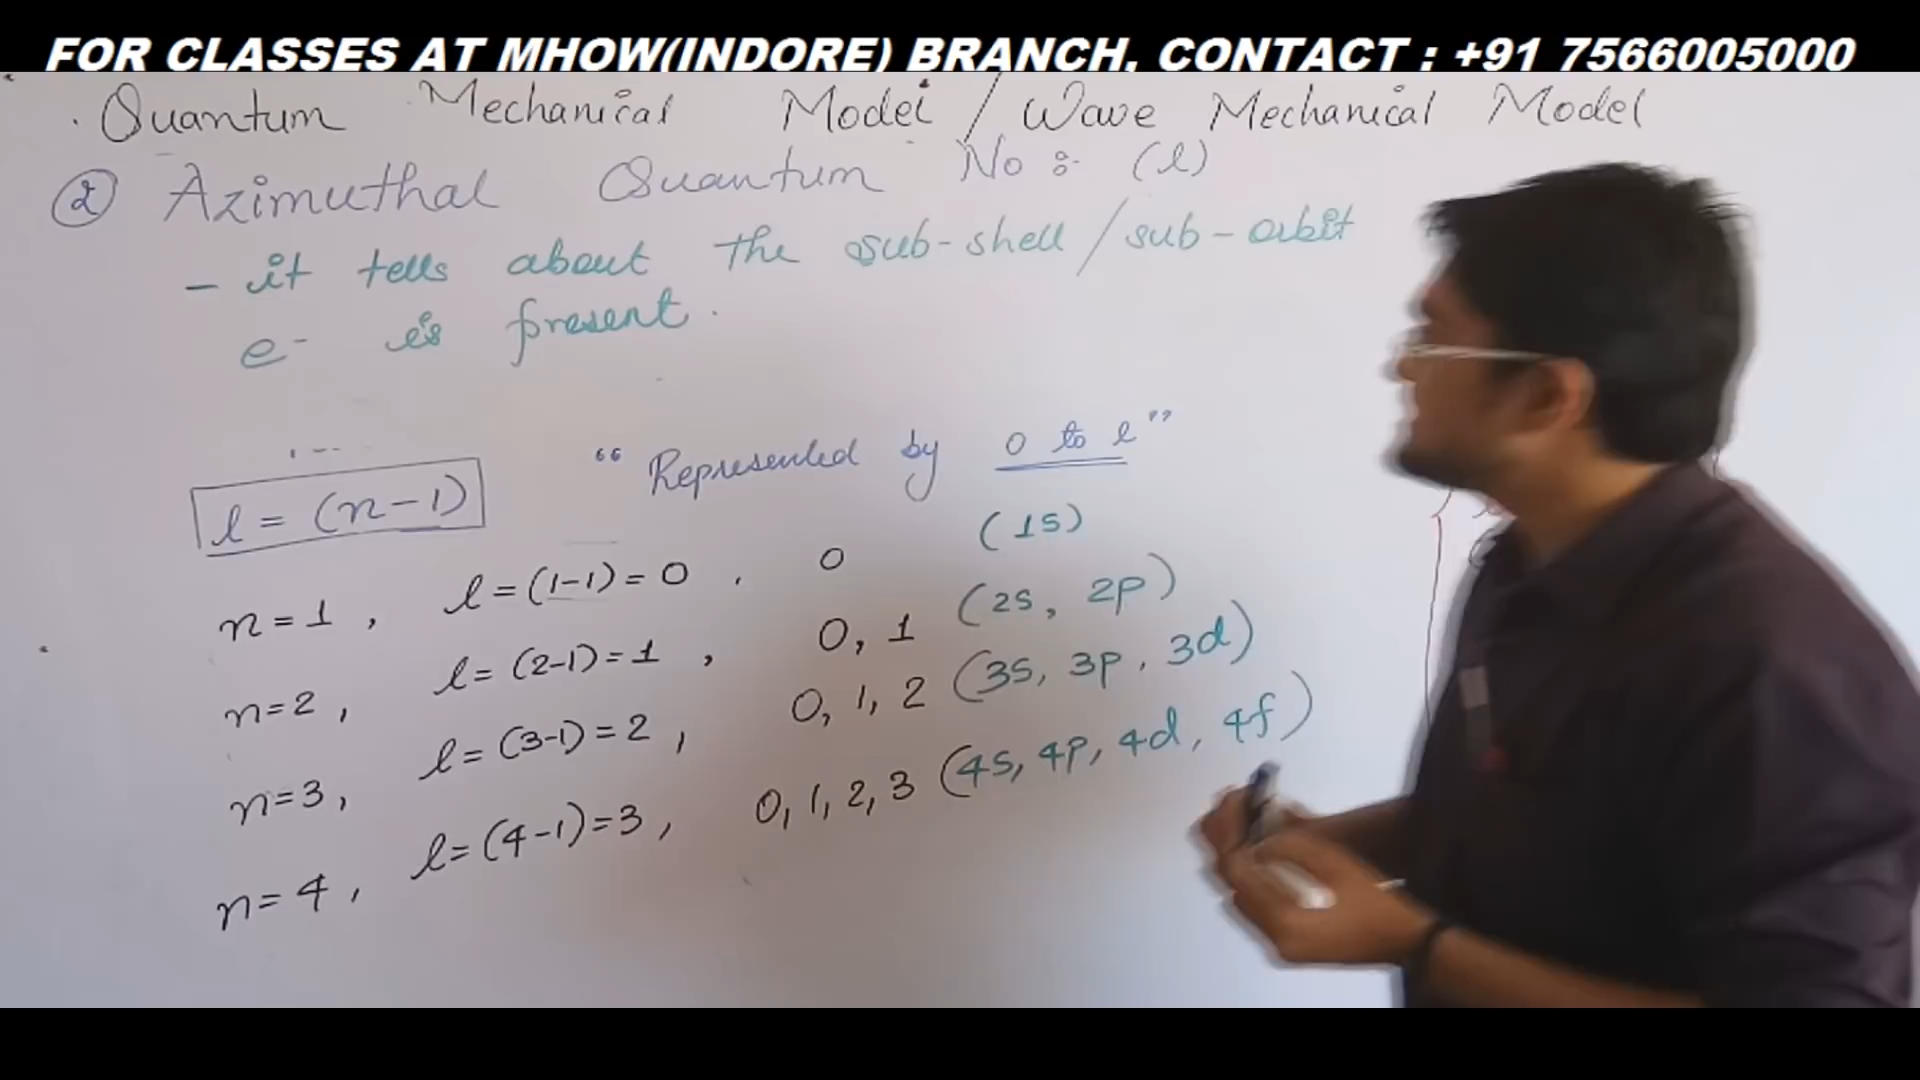 FOR CLASSES AT MHOW(INDORE) BRANCH, CONTACT : +91 7566005000
Quantum Mechanical Model / Wave Mechanical Model
② Azimuthal Quantum No :- (l)
- it tells about the sub-shell / sub-orbit
e- is present.
l = (n-1) “Represented by 0 to l”
n=1 , l=(1-1)=0 , 0 (1s)
n=2 , l=(2-1)=1 , 0, 1 (2s, 2p)
n=3 , l=(3-1)=2 , 0, 1, 2 (3s, 3p, 3d)
n=4 , l=(4-1)=3 , 0, 1, 2, 3 (4s, 4p, 4d, 4f)